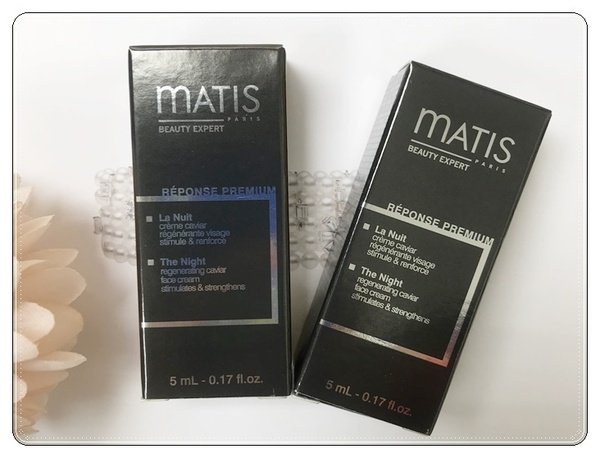 MATIS
PARIS
BEAUTY EXPERT
RÉPONSE PREMIUM
La Nuit
crème caviar
régénérante visage
stimule & renforce
The Night
regenerating caviar
face cream
stimulates & strengthens
5 mL - 0.17 fl.oz.
MATIS
PARIS
BEAUTY EXPERT
RÉPONSE PREMIUM
La Nuit
crème caviar
régénérante visage
stimule & renforce
The Night
regenerating caviar
face cream
stimulates & strengthens
5 mL - 0.17 fl.oz.